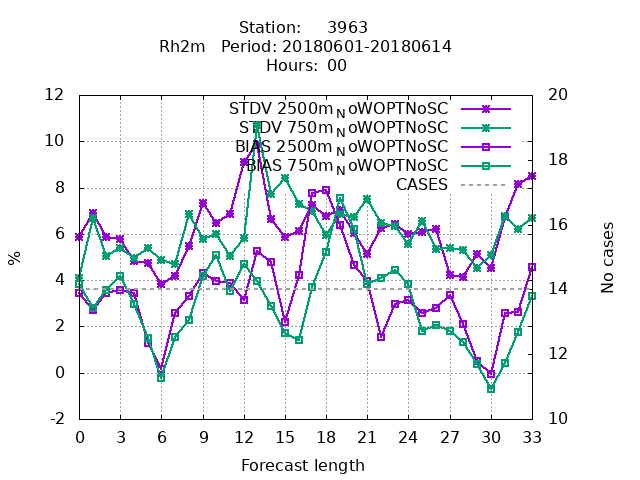 Station: 3963
Rh2m Period: 20180601-20180614
Hours: 00
12 20
STDV 2500m_NoWOPTNoSC
STDV 750m_NoWOPTNoSC
10
BIAS 2500m_NoWOPTNoSC
18
BIAS 750m_NoWOPTNoSC
CASES
8
6 16
% No cases
4 14
2
12
0
-2 10
0 3 6 9 12 15 18 21 24 27 30 33
Forecast length